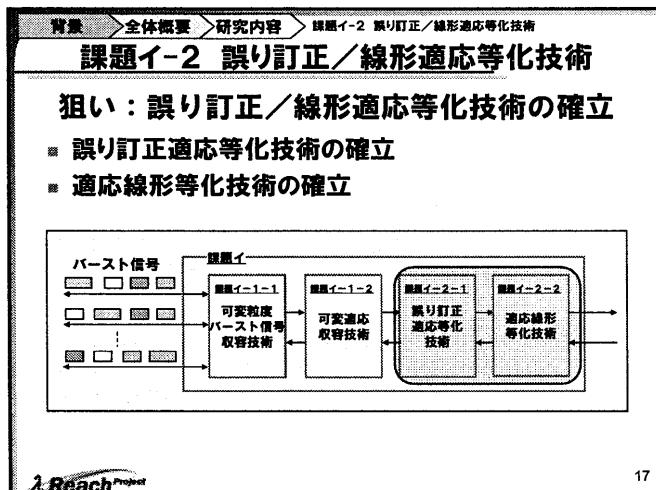 背景 全体概要 研究内容 課題イ-2 誤り訂正／線形適応等化技術
課題イ-2 誤り訂正／線形適応等化技術
狙い：誤り訂正／線形適応等化技術の確立
誤り訂正適応等化技術の確立
適応線形等化技術の確立
課題イ
バースト信号
課題イ-1-1
可変粒度
バースト信号
収容技術
課題イ-1-2
可変適応
収容技術
課題イ-2-1
誤り訂正
適応等化
技術
課題イ-2-2
適応線形
等化技術
λ Reach Project
17